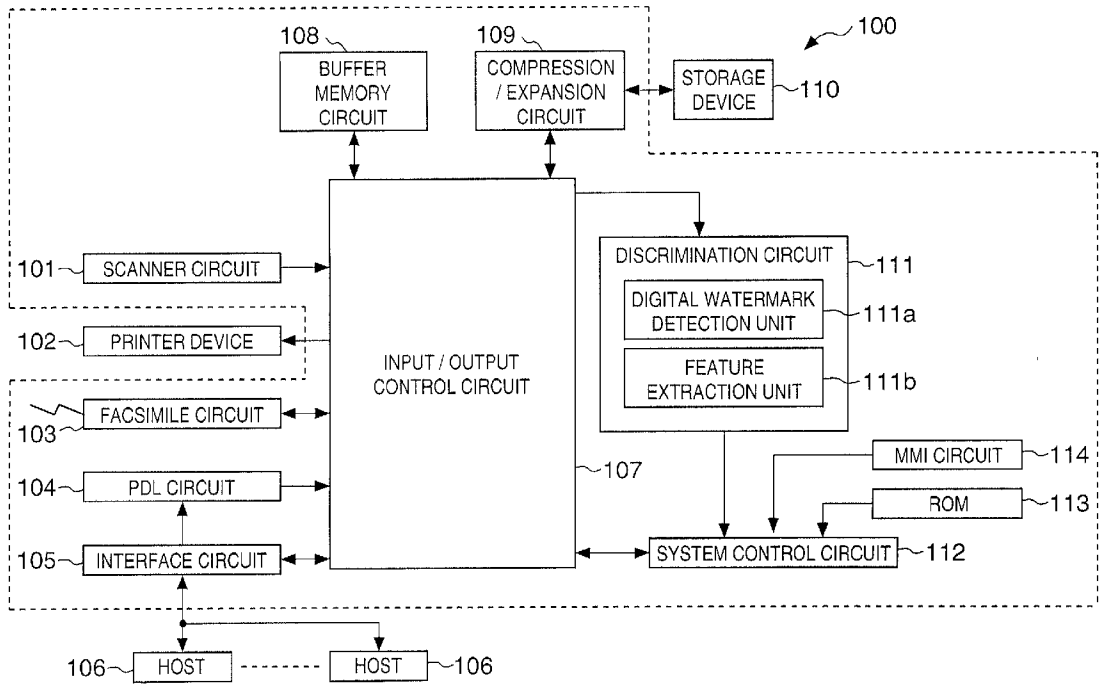 100
108
BUFFER
MEMORY
CIRCUIT
109
COMPRESSION
/ EXPANSION
CIRCUIT
STORAGE
DEVICE
110
101
SCANNER CIRCUIT
102
PRINTER DEVICE
103
FACSIMILE CIRCUIT
104
PDL CIRCUIT
105
INTERFACE CIRCUIT
INPUT / OUTPUT
CONTROL CIRCUIT
107
DISCRIMINATION CIRCUIT
111
DIGITAL WATERMARK
DETECTION UNIT
111a
FEATURE
EXTRACTION UNIT
111b
MMI CIRCUIT
114
ROM
113
SYSTEM CONTROL CIRCUIT
112
106
HOST
HOST
106